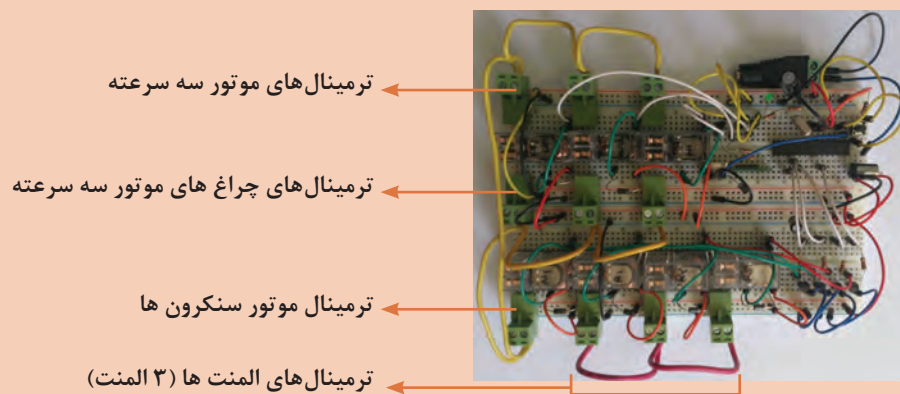 ترمینال‌های موتور سه سرعته
ترمینال‌های چراغ های موتور سه سرعته
ترمینال موتور سنکرون ها
ترمینال‌های المنت ها (۳ المنت)